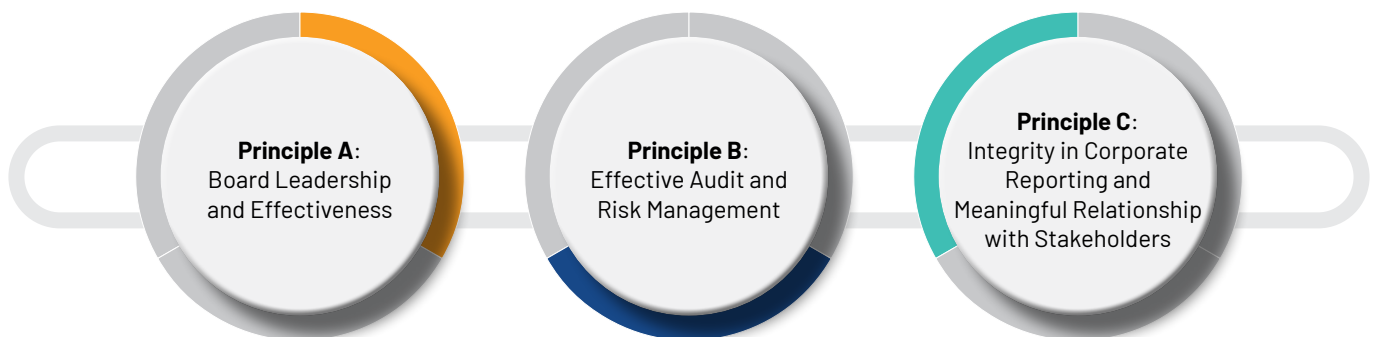 Principle A:
Board Leadership
and Effectiveness
Principle B:
Effective Audit and
Risk Management
Principle C:
Integrity in Corporate
Reporting and
Meaningful Relationship
with Stakeholders